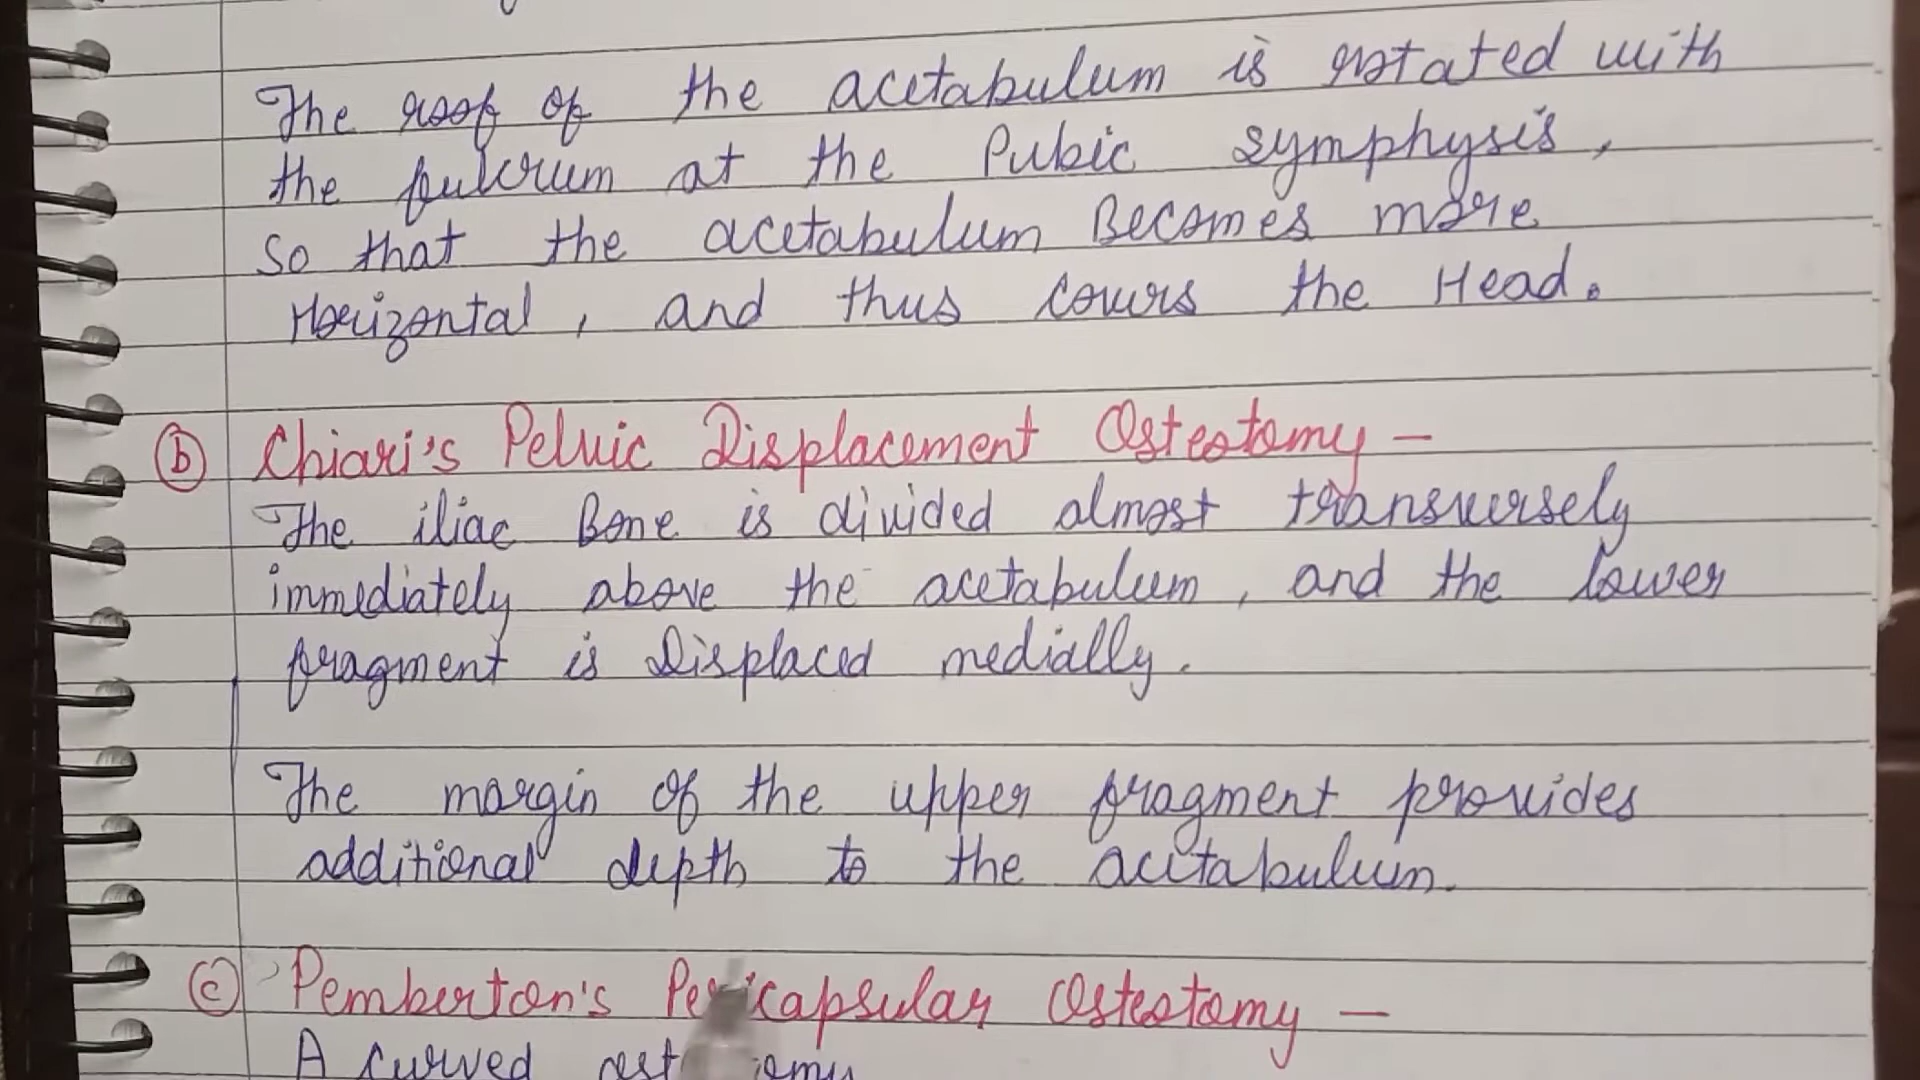 The roof of the acetabulum is rotated with
the fulcrum at the Pubic symphysis,
so that the acetabulum Becomes more
Horizontal, and thus covers the Head.
(b) Chiari's Pelvic Displacement Osteotomy -
The iliac Bone is divided almost transversely
immediately above the acetabulum, and the lower
fragment is Displaced medially.
The margin of the upper fragment provides
additional depth to the acetabulum.
(c) Pemberton's Pericapsular Osteotomy -
A curved